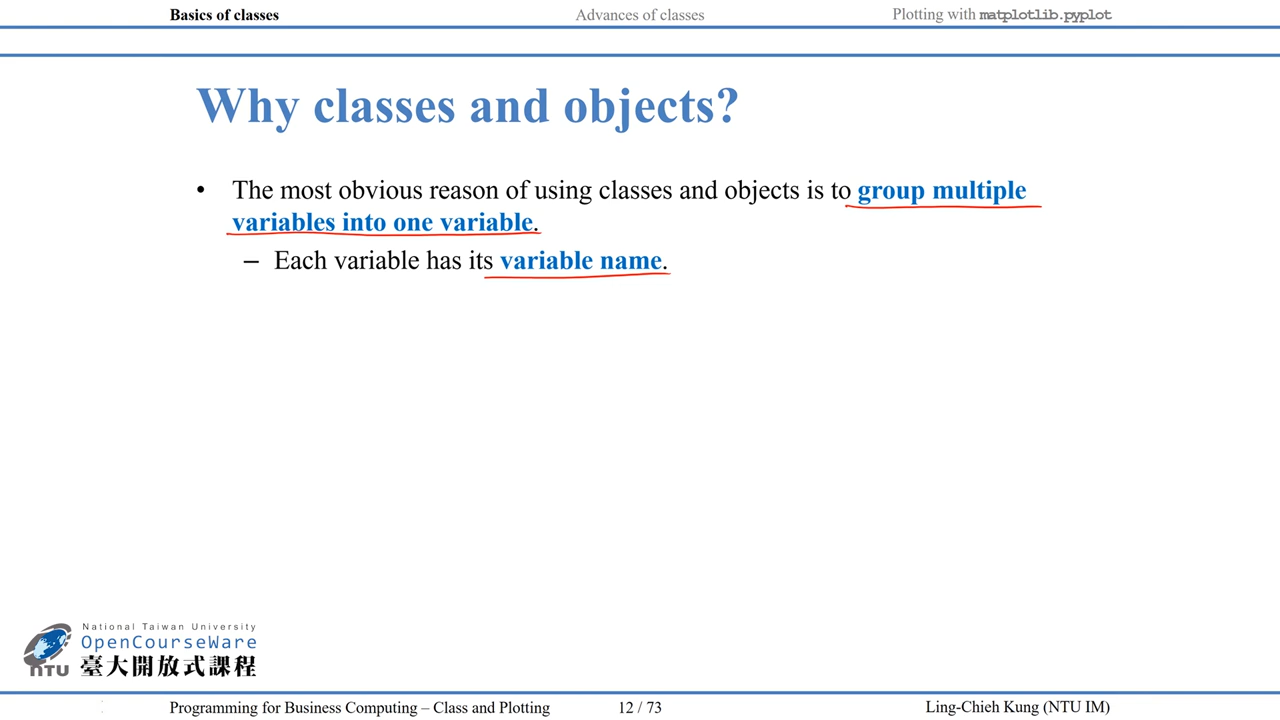 Basics of classes
Advances of classes
Plotting with matplotlib.pyplot
Why classes and objects?
• The most obvious reason of using classes and objects is to group multiple
variables into one variable.
– Each variable has its variable name.
National Taiwan University
OpenCourseWare
NTU 臺大開放式課程
Programming for Business Computing – Class and Plotting
12 / 73
Ling-Chieh Kung (NTU IM)